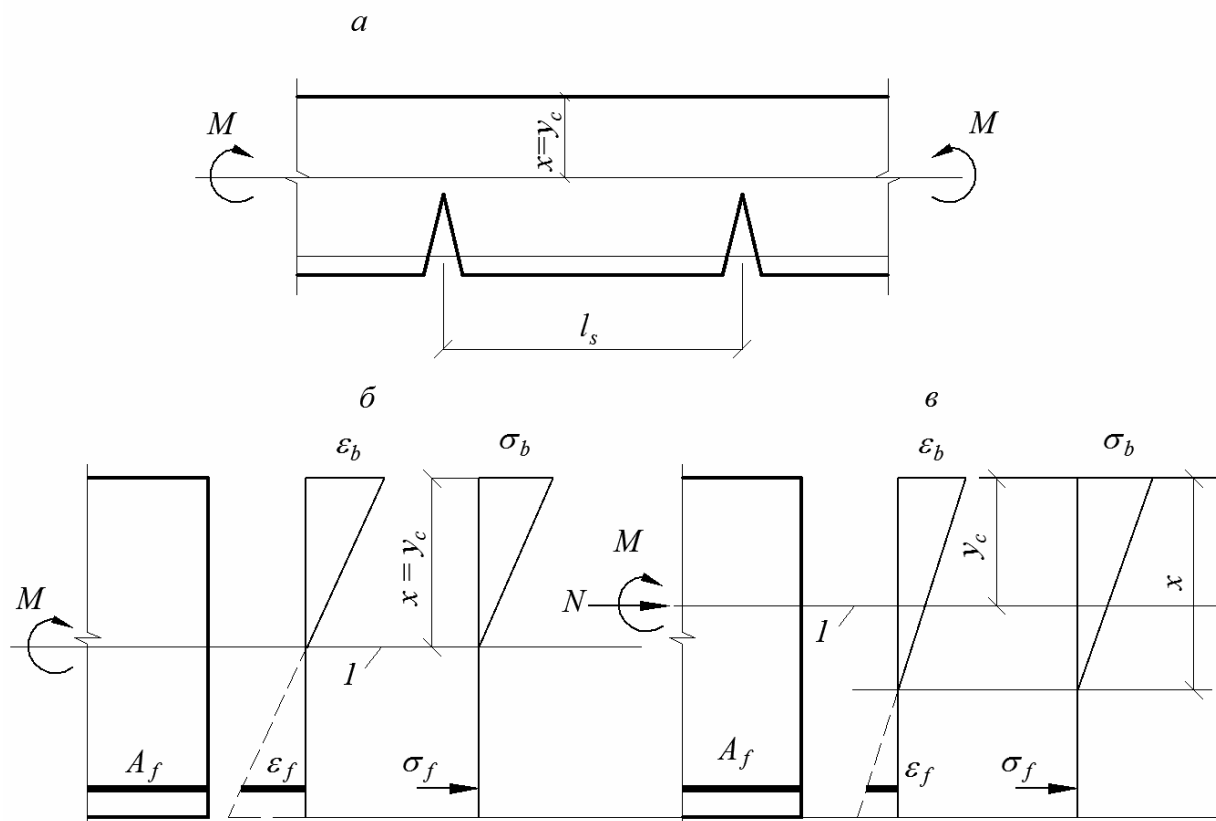 а
M
x=y_c
M
l_s
б
в
ε_b
σ_b
ε_b
σ_b
x = y_c
y_c
x
M
M
N
1
1
A_f
ε_f
σ_f
A_f
ε_f
σ_f